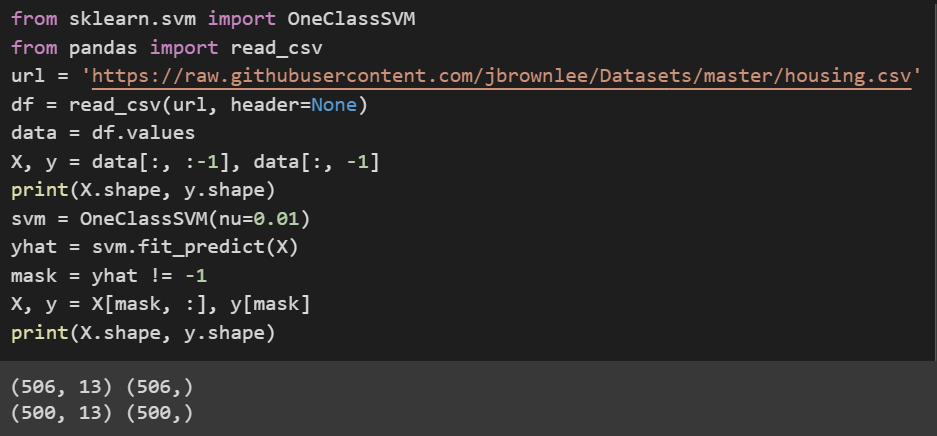 from sklearn.svm import OneClassSVM
from pandas import read_csv
url = 'https://raw.githubusercontent.com/jbrownlee/Datasets/master/housing.csv'
df = read_csv(url, header=None)
data = df.values
X, y = data[:, :-1], data[:, -1]
print(X.shape, y.shape)
svm = OneClassSVM(nu=0.01)
yhat = svm.fit_predict(X)
mask = yhat != -1
X, y = X[mask, :], y[mask]
print(X.shape, y.shape)
(506, 13) (506,)
(500, 13) (500,)